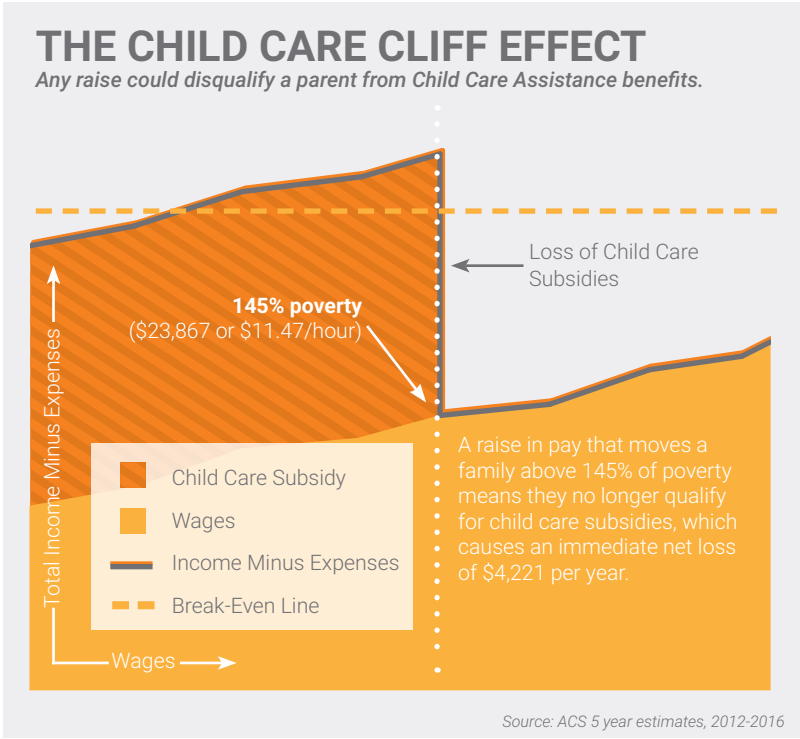 THE CHILD CARE CLIFF EFFECT
Any raise could disqualify a parent from Child Care Assistance benefits.
Loss of Child Care
Subsidies
145% poverty
($23,867 or $11.47/hour)
Total Income Minus Expenses
Child Care Subsidy
Wages
Income Minus Expenses
Break-Even Line
Wages
A raise in pay that moves a
family above 145% of poverty
means they no longer qualify
for child care subsidies, which
causes an immediate net loss
of $4,221 per year.
Source: ACS 5 year estimates, 2012-2016